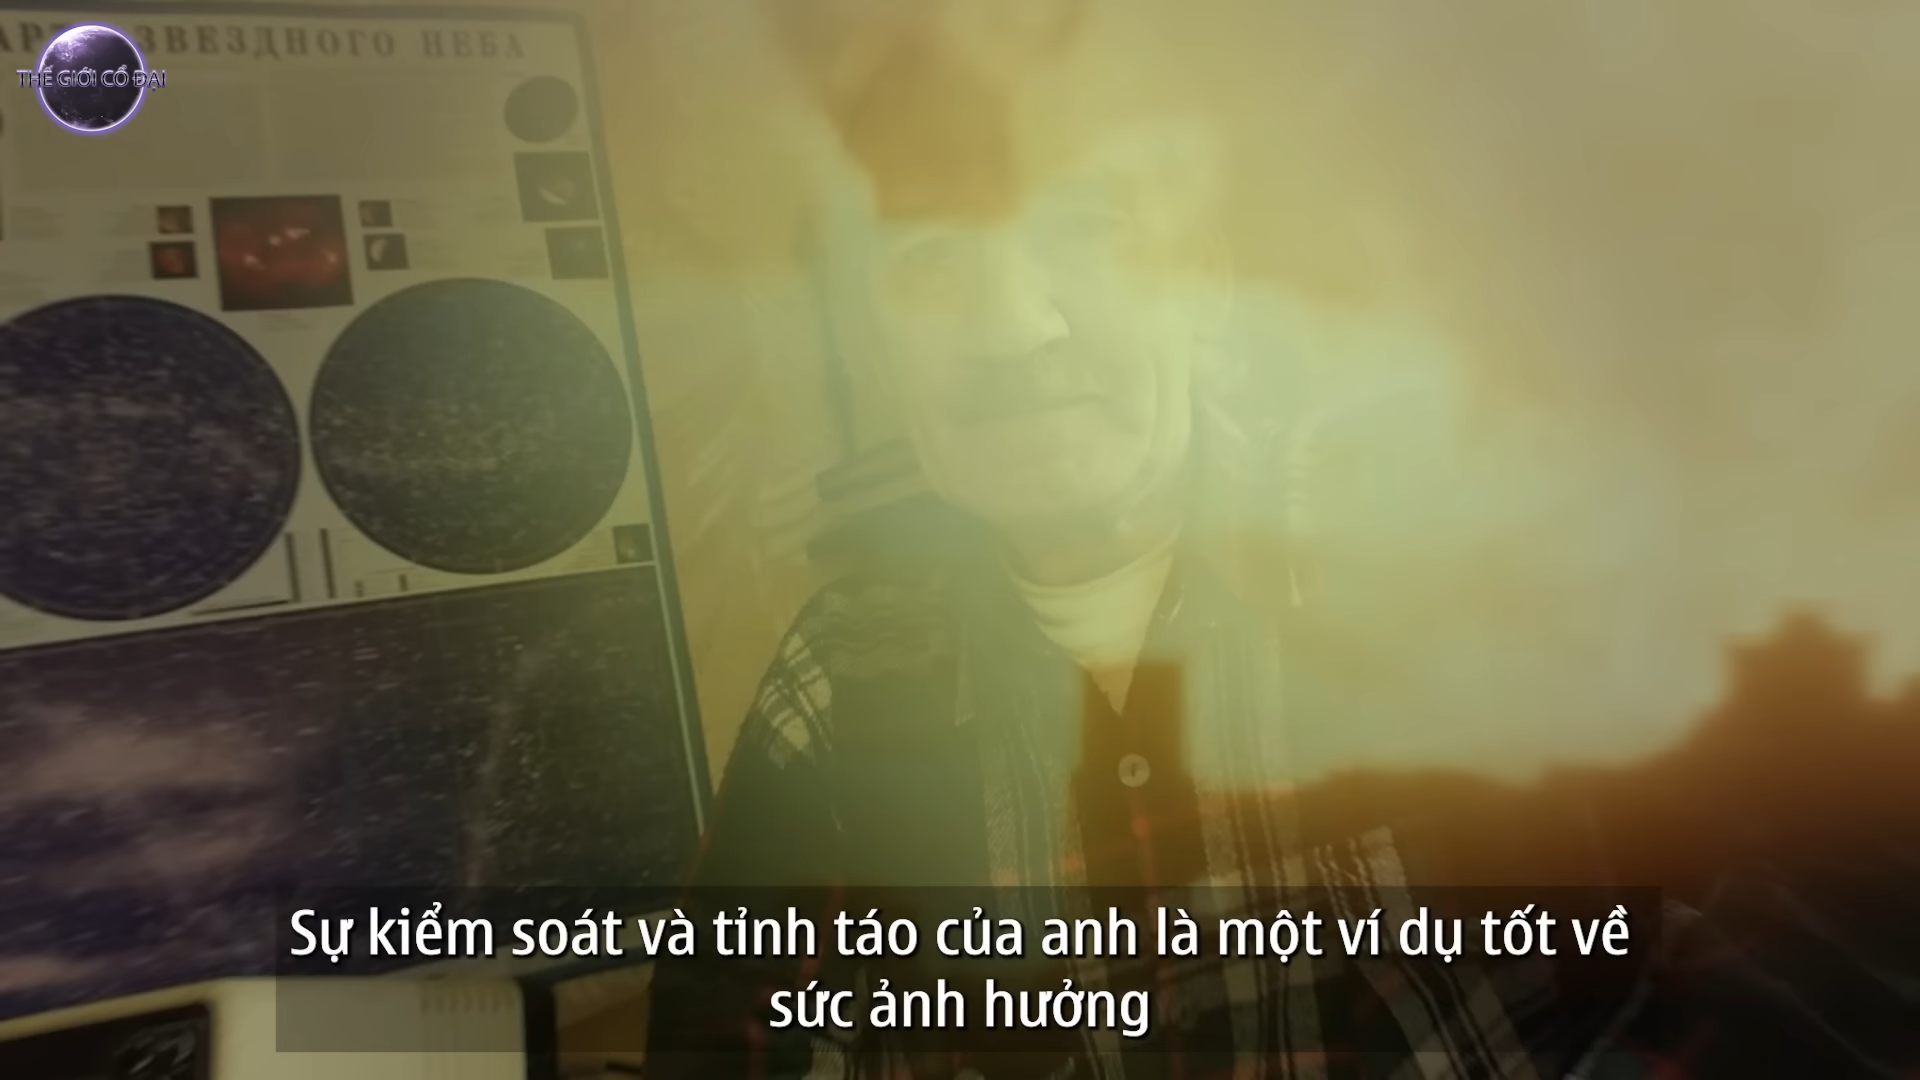 ЗВЕЗДНОГО НЕБА
THẾ GIỚI CỔ ĐẠI
Sự kiểm soát và tỉnh táo của anh là một ví dụ tốt về
sức ảnh hưởng